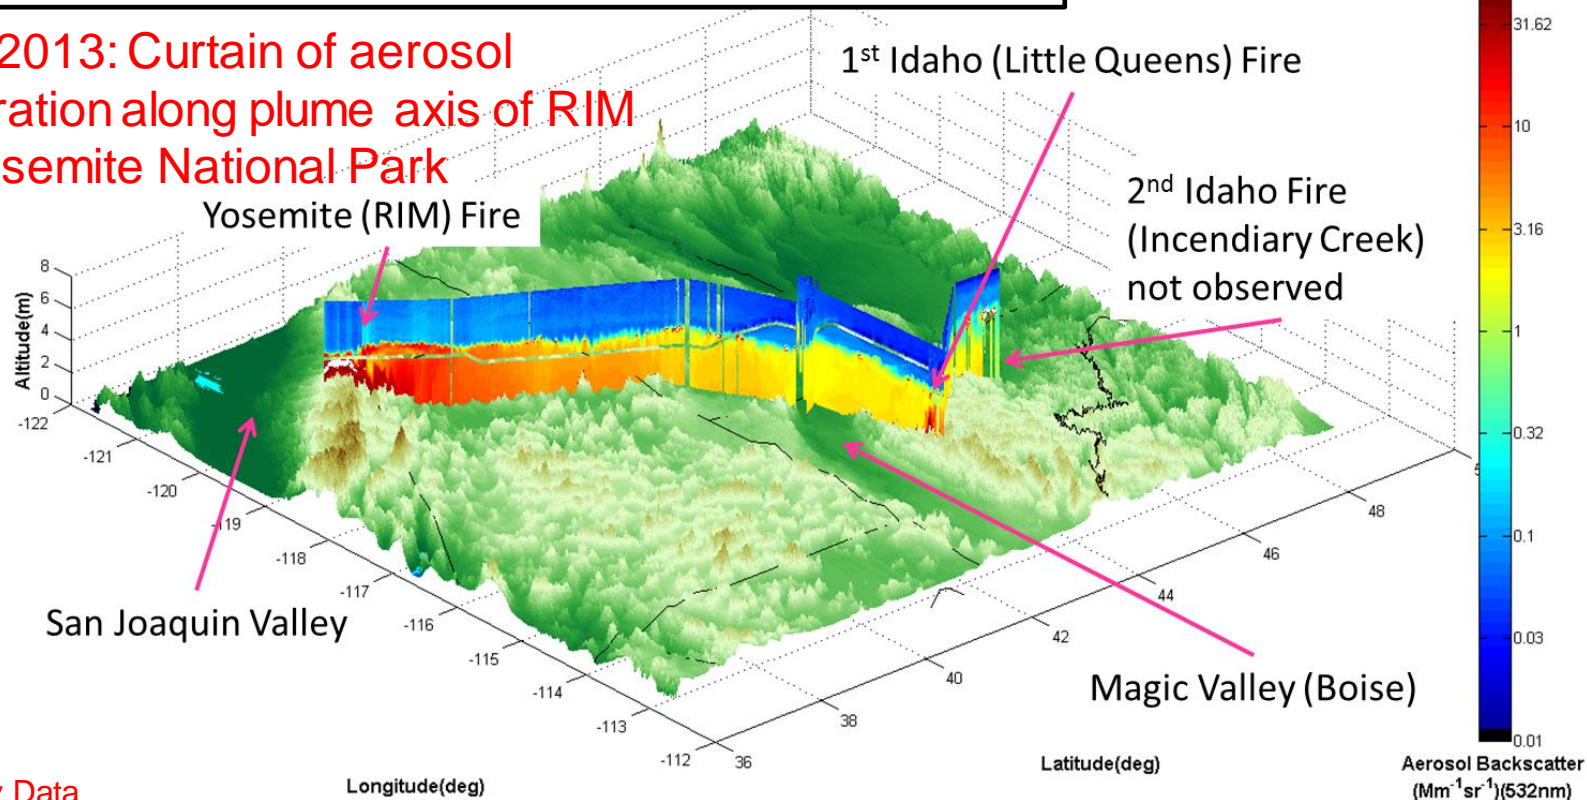 2013: Curtain of aerosol
ration along plume axis of RIM
semite National Park
1st Idaho (Little Queens) Fire
2nd Idaho Fire
(Incendiary Creek)
not observed
Yosemite (RIM) Fire
San Joaquin Valley
Magic Valley (Boise)
Altitude(m)
8
6
4
2
0
-122
-121
-120
-119
-118
-117
-116
-115
-114
-113
-112
Longitude(deg)
36
38
40
42
44
46
48
Latitude(deg)
31.62
10
3.16
1
0.32
0.1
0.03
0.01
Aerosol Backscatter
(Mm-1sr-1)(532nm)
Data